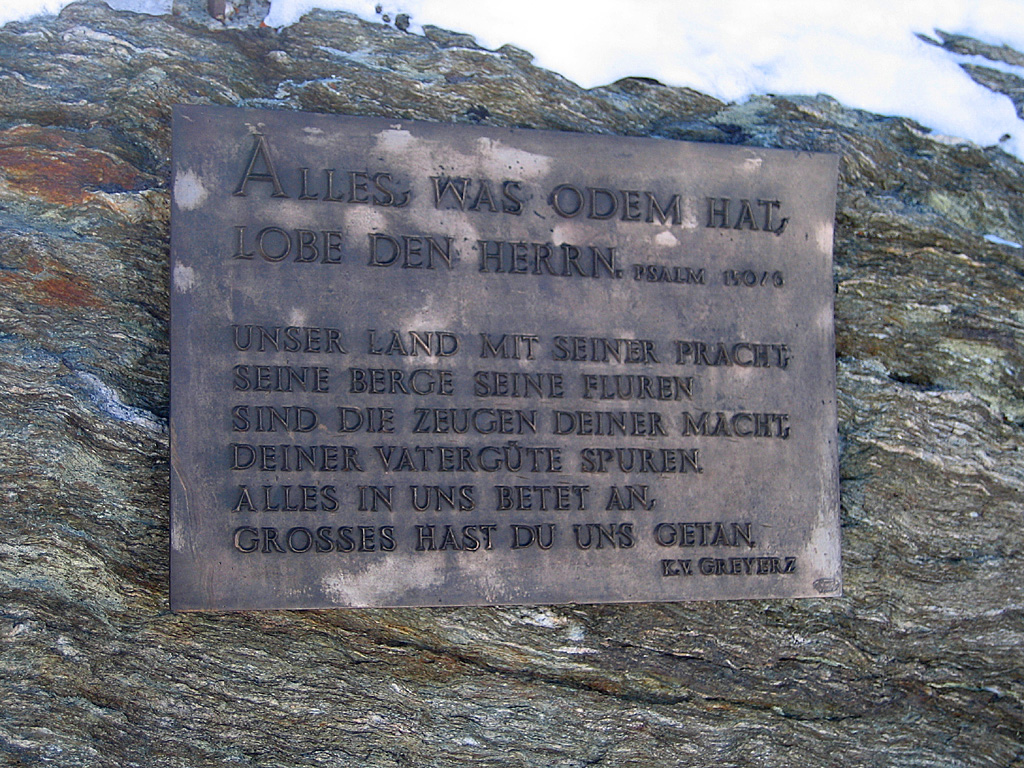 ALLES, WAS ODEM HAT,
LOBE DEN HERRN. PSALM 150/6
UNSER LAND MIT SEINER PRACHT,
SEINE BERGE SEINE FLUREN
SIND DIE ZEUGEN DEINER MACHT,
DEINER VATERGÜTE SPUREN.
ALLES IN UNS BETET AN,
GROSSES HAST DU UNS GETAN.
K.V. GREYERZ